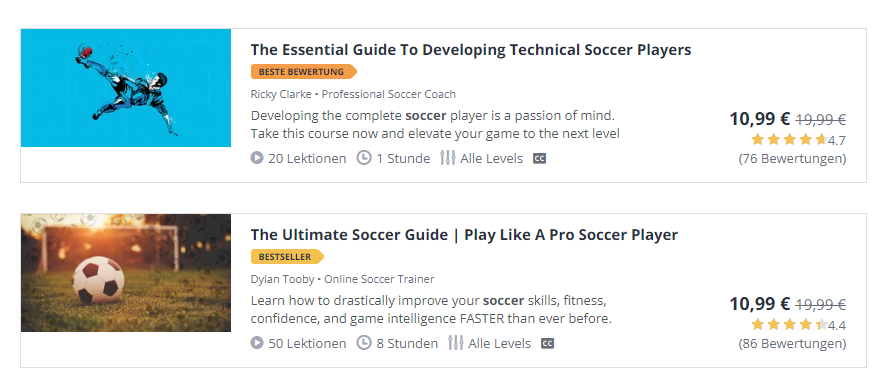 The Essential Guide To Developing Technical Soccer Players
BESTE BEWERTUNG
Ricky Clarke • Professional Soccer Coach
Developing the complete soccer player is a passion of mind.
Take this course now and elevate your game to the next level
10,99 € 19,99 €
4.7
20 Lektionen 1 Stunde Alle Levels CC
(76 Bewertungen)
The Ultimate Soccer Guide | Play Like A Pro Soccer Player
BESTSELLER
Dylan Tooby • Online Soccer Trainer
Learn how to drastically improve your soccer skills, fitness,
confidence, and game intelligence FASTER than ever before.
10,99 € 19,99 €
4.4
50 Lektionen 8 Stunden Alle Levels CC
(86 Bewertungen)